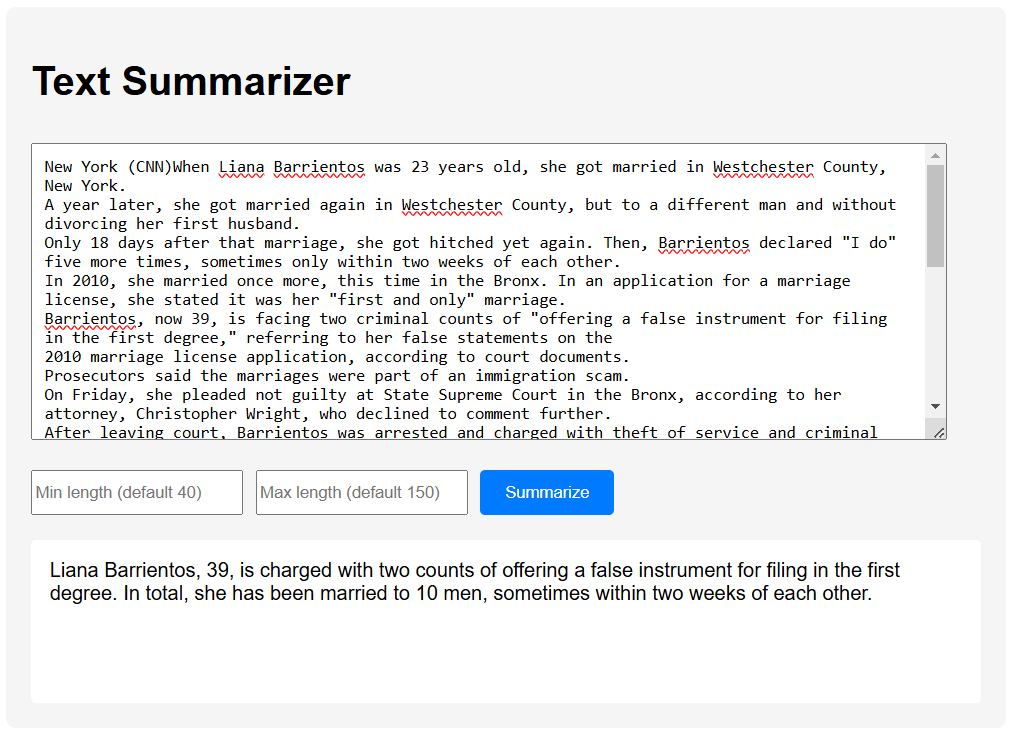 Text Summarizer
New York (CNN)When Liana Barrientos was 23 years old, she got married in Westchester County,
New York.
A year later, she got married again in Westchester County, but to a different man and without
divorcing her first husband.
Only 18 days after that marriage, she got hitched yet again. Then, Barrientos declared "I do"
five more times, sometimes only within two weeks of each other.
In 2010, she married once more, this time in the Bronx. In an application for a marriage
license, she stated it was her "first and only" marriage.
Barrientos, now 39, is facing two criminal counts of "offering a false instrument for filing
in the first degree," referring to her false statements on the
2010 marriage license application, according to court documents.
Prosecutors said the marriages were part of an immigration scam.
On Friday, she pleaded not guilty at State Supreme Court in the Bronx, according to her
attorney, Christopher Wright, who declined to comment further.
After leaving court, Barrientos was arrested and charged with theft of service and criminal
Min length (default 40) Max length (default 150) Summarize
Liana Barrientos, 39, is charged with two counts of offering a false instrument for filing in the first
degree. In total, she has been married to 10 men, sometimes within two weeks of each other.